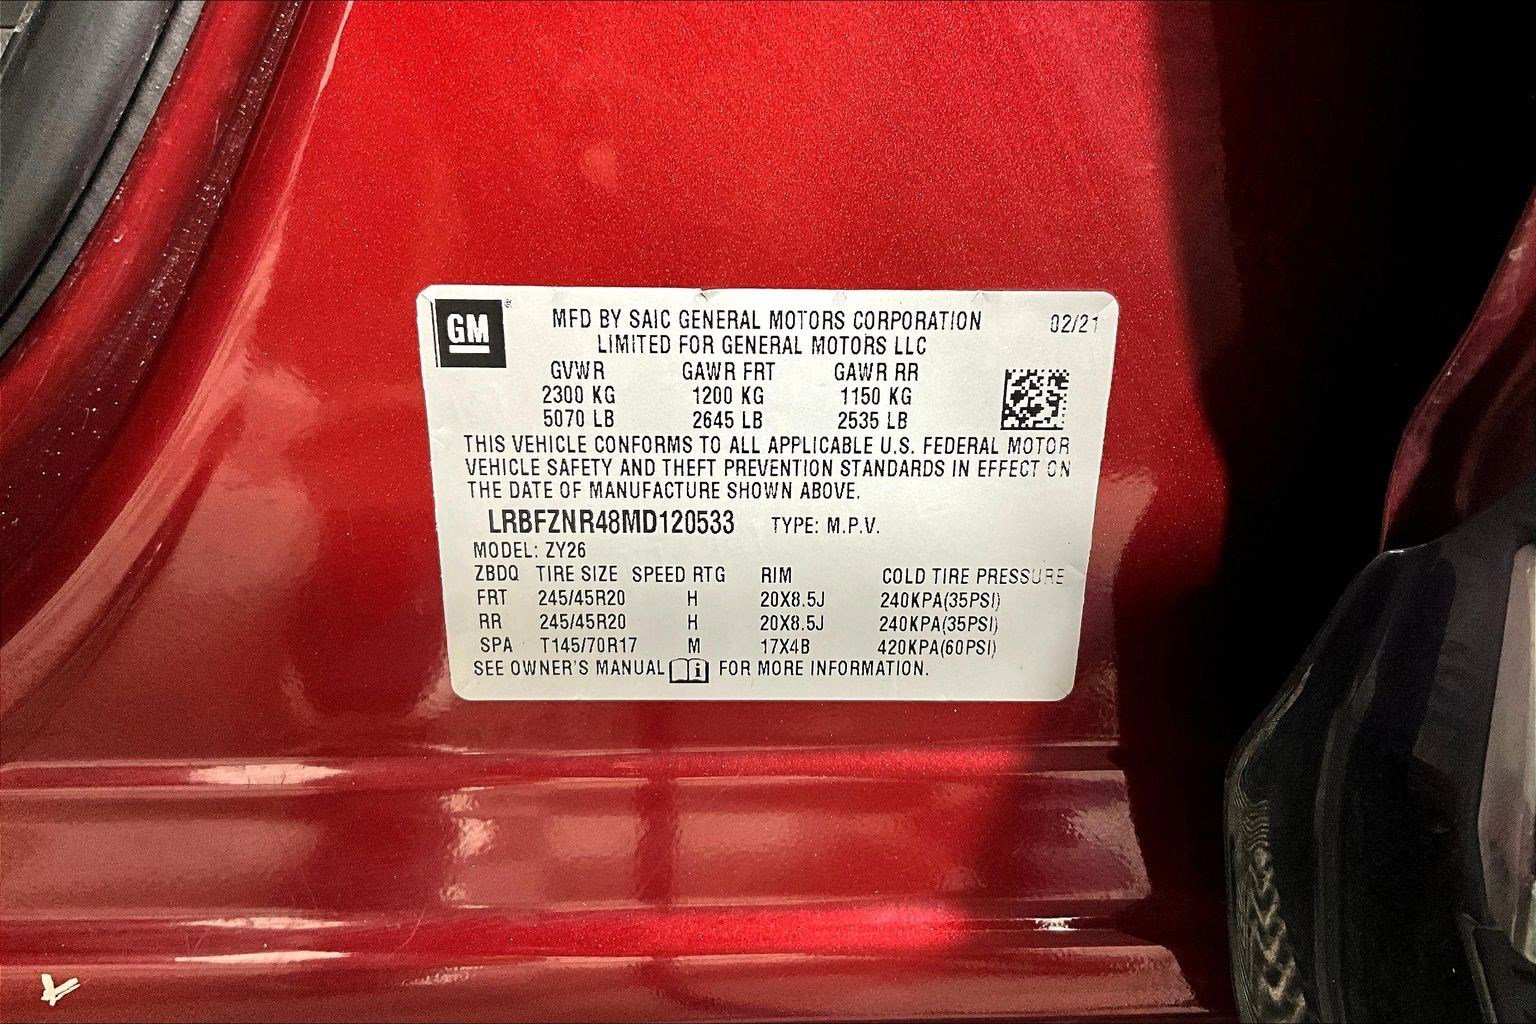 GM ®
MFD BY SAIC GENERAL MOTORS CORPORATION 02/21
LIMITED FOR GENERAL MOTORS LLC
GVWR GAWR FRT GAWR RR
2300 KG 1200 KG 1150 KG
5070 LB 2645 LB 2535 LB
THIS VEHICLE CONFORMS TO ALL APPLICABLE U.S. FEDERAL MOTOR
VEHICLE SAFETY AND THEFT PREVENTION STANDARDS IN EFFECT ON
THE DATE OF MANUFACTURE SHOWN ABOVE.
LRBFZNR48MD120533 TYPE: M.P.V.
MODEL: ZY26
ZBDQ TIRE SIZE SPEED RTG RIM COLD TIRE PRESSURE
FRT 245/45R20 H 20X8.5J 240KPA(35PSI)
RR 245/45R20 H 20X8.5J 240KPA(35PSI)
SPA T145/70R17 M 17X4B 420KPA(60PSI)
SEE OWNER'S MANUAL i FOR MORE INFORMATION.